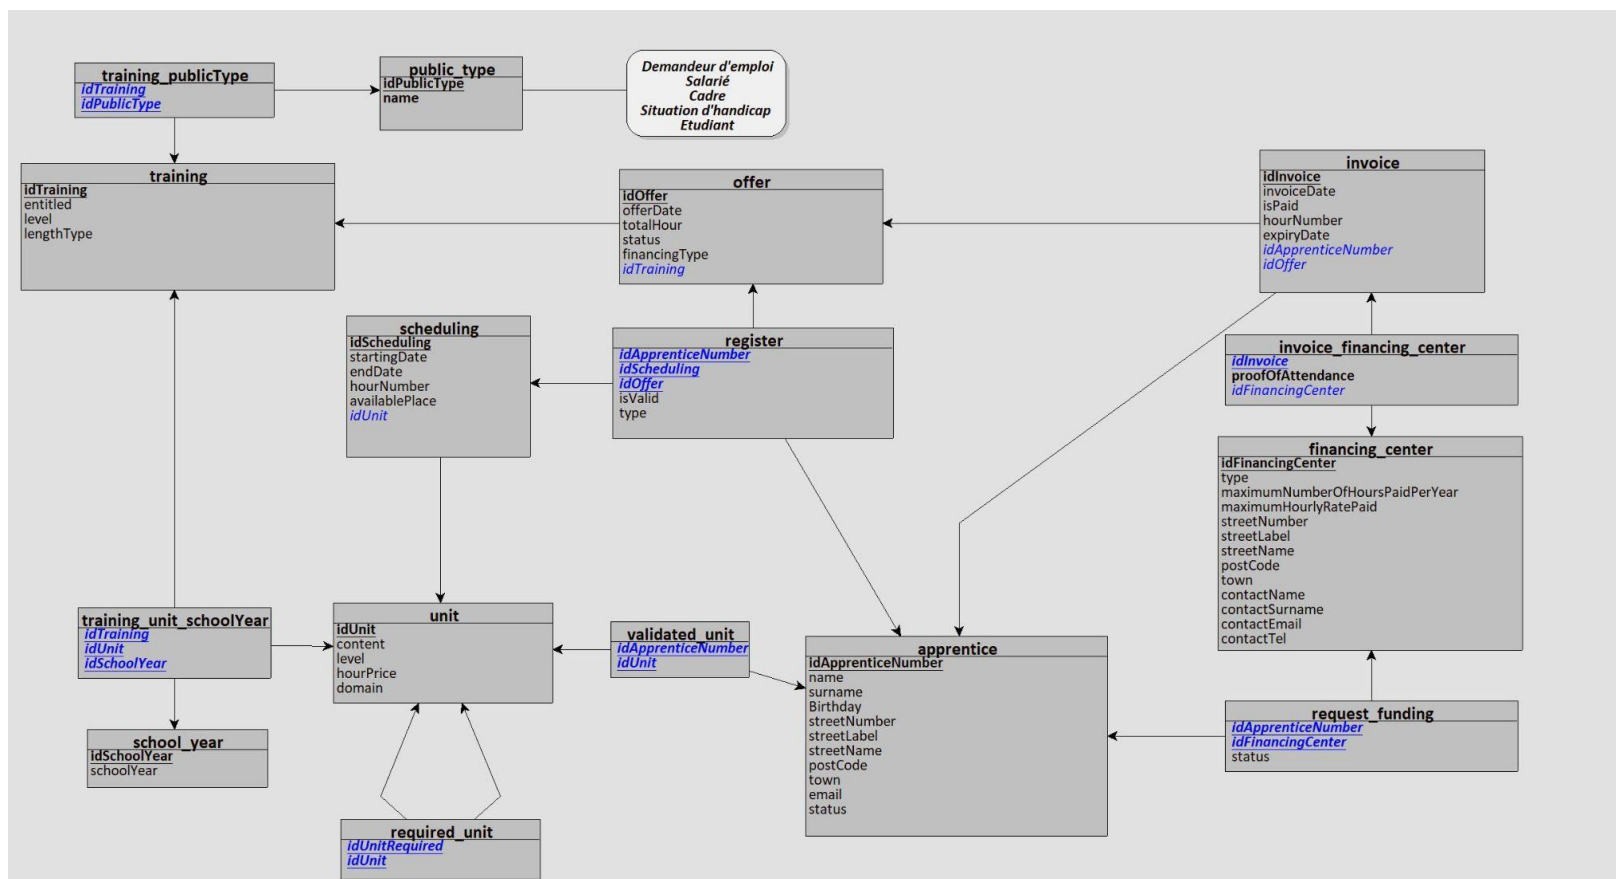 training_publicType
idTraining
idPublicType
public_type
idPublicType
name
Demandeur d'emploi
Salarié
Cadre
Situation d'handicap
Etudiant
training
idTraining
entitled
level
lengthType
offer
idOffer
offerDate
totalHour
status
financingType
idTraining
invoice
idInvoice
invoiceDate
isPaid
hourNumber
expiryDate
idApprenticeNumber
idOffer
scheduling
idScheduling
startingDate
endDate
hourNumber
availablePlace
idUnit
register
idApprenticeNumber
idScheduling
idOffer
isValid
type
invoice_financing_center
idInvoice
proofOfAttendance
idFinancingCenter
financing_center
idFinancingCenter
type
maximumNumberOfHoursPaidPerYear
maximumHourlyRatePaid
streetNumber
streetLabel
streetName
postCode
town
contactName
contactSurname
contactEmail
contactTel
training_unit_schoolYear
idTraining
idUnit
idSchoolYear
unit
idUnit
content
level
hourPrice
domain
validated_unit
idApprenticeNumber
idUnit
apprentice
idApprenticeNumber
name
surname
Birthday
streetNumber
streetLabel
streetName
postCode
town
email
status
request_funding
idApprenticeNumber
idFinancingCenter
status
school_year
idSchoolYear
schoolYear
required_unit
idUnitRequired
idUnit